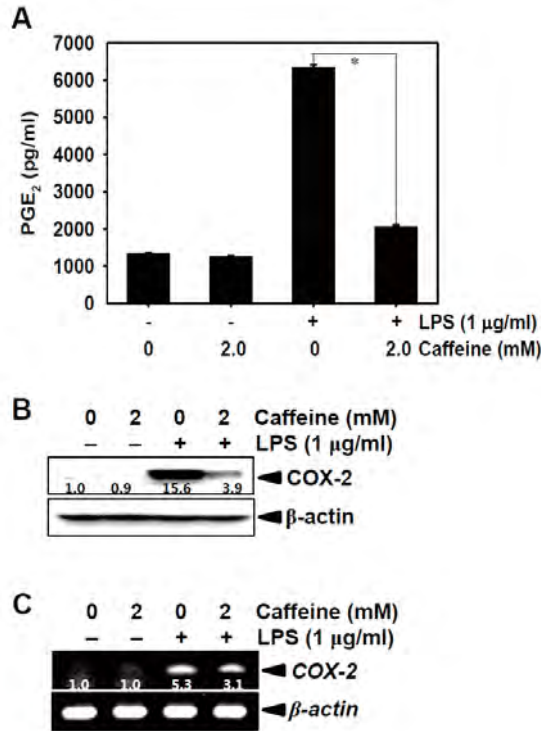 A
7000
6000
5000
4000
3000
2000
1000
0
PGE2 (pg/ml)
*
- - + + LPS (1 μg/ml)
0 2.0 0 2.0 Caffeine (mM)
B
0 2 0 2 Caffeine (mM)
– – + + LPS (1 μg/ml)
COX-2
1.0 0.9 15.6 3.9
β-actin
C
0 2 0 2 Caffeine (mM)
– – + + LPS (1 μg/ml)
COX-2
1.0 1.0 5.3 3.1
β-actin